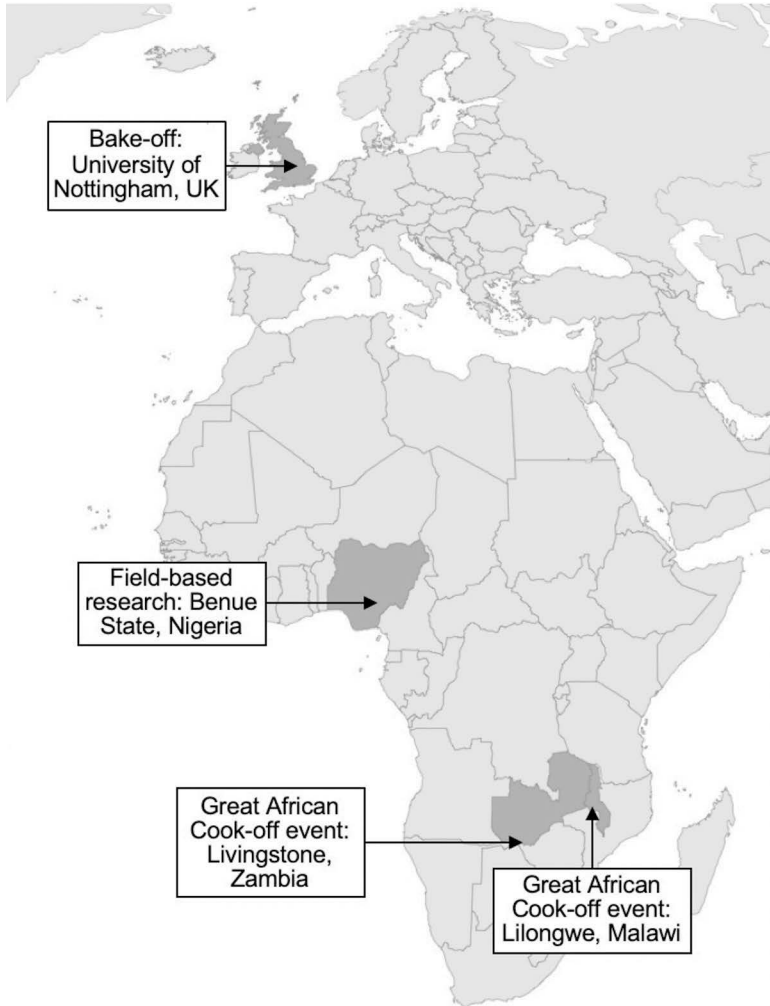 Bake-off:
University of
Nottingham, UK
Field-based
research: Benue
State, Nigeria
Great African
Cook-off event:
Livingstone,
Zambia
Great African
Cook-off event:
Lilongwe, Malawi